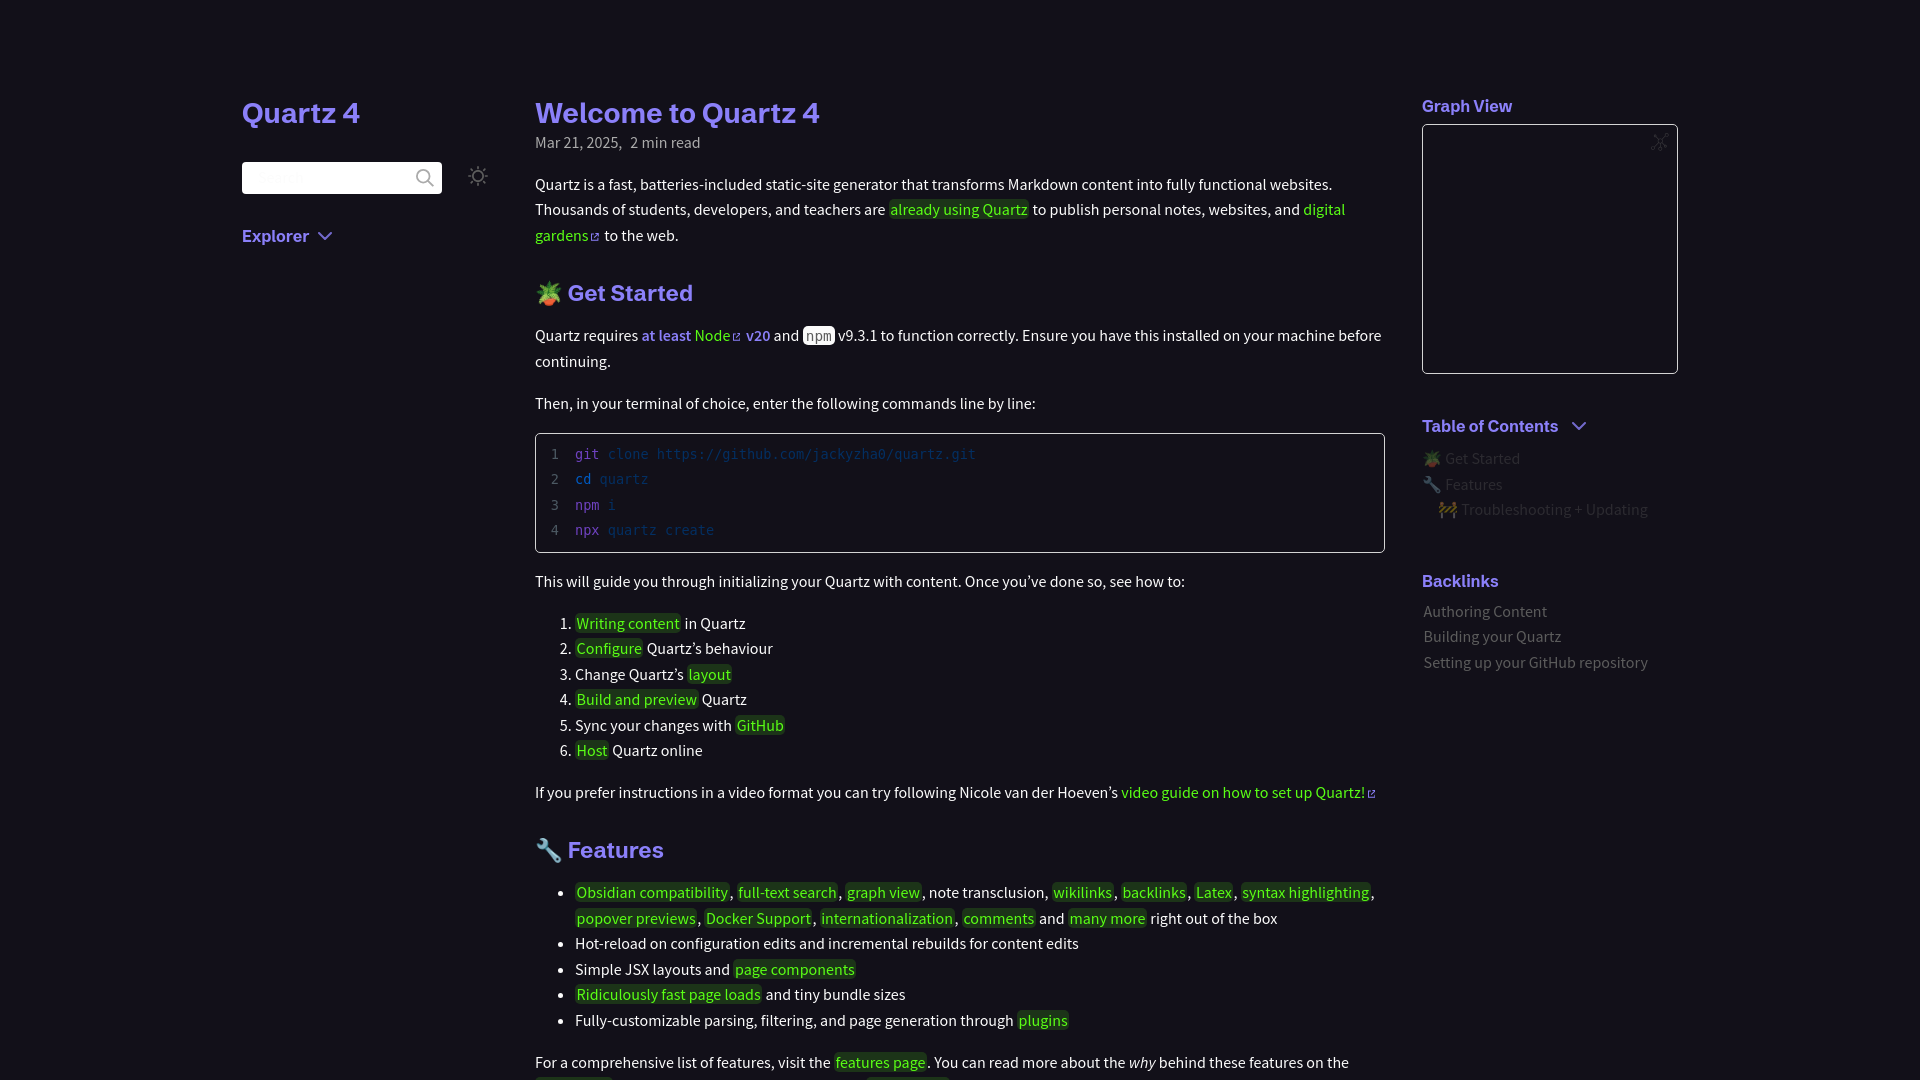 Quartz 4
Explorer
Welcome to Quartz 4
Mar 21, 2025, 2 min read
Quartz is a fast, batteries-included static-site generator that transforms Markdown content into fully functional websites.
Thousands of students, developers, and teachers are already using Quartz to publish personal notes, websites, and digital
gardens to the web.
🪴 Get Started
Quartz requires at least Node v20 and npm v9.3.1 to function correctly. Ensure you have this installed on your machine before
continuing.
Then, in your terminal of choice, enter the following commands line by line:
1 git clone https://github.com/jackyzha0/quartz.git
2 cd quartz
3 npm i
4 npx quartz create
This will guide you through initializing your Quartz with content. Once you’ve done so, see how to:
1. Writing content in Quartz
2. Configure Quartz’s behaviour
3. Change Quartz’s layout
4. Build and preview Quartz
5. Sync your changes with GitHub
6. Host Quartz online
If you prefer instructions in a video format you can try following Nicole van der Hoeven’s video guide on how to set up Quartz!
🔧 Features
• Obsidian compatibility, full-text search, graph view, note transclusion, wikilinks, backlinks, Latex, syntax highlighting,
popover previews, Docker Support, internationalization, comments and many more right out of the box
• Hot-reload on configuration edits and incremental rebuilds for content edits
• Simple JSX layouts and page components
• Ridiculously fast page loads and tiny bundle sizes
• Fully-customizable parsing, filtering, and page generation through plugins
For a comprehensive list of features, visit the features page. You can read more about the why behind these features on the
Graph View
Table of Contents
🪴 Get Started
🔧 Features
🚧 Troubleshooting + Updating
Backlinks
Authoring Content
Building your Quartz
Setting up your GitHub repository